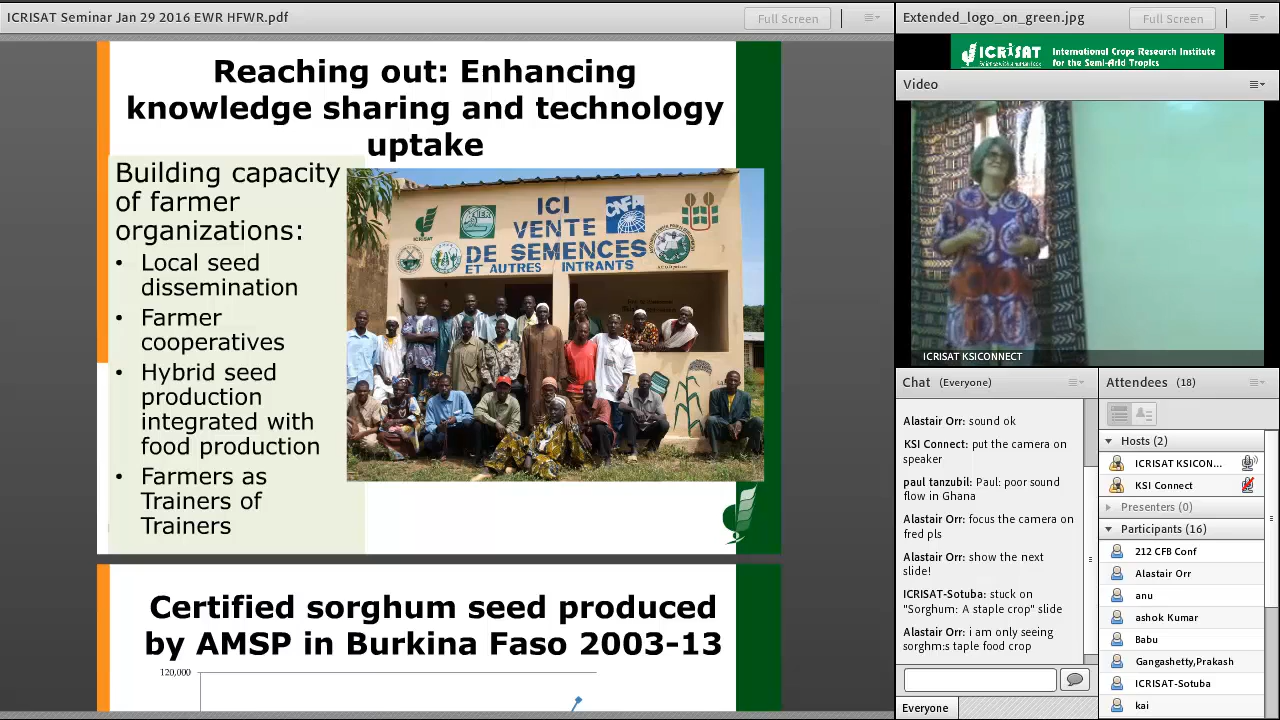 ICRISAT Seminar Jan 29 2016 EWR HFWR.pdf
Full Screen
Reaching out: Enhancing
knowledge sharing and technology
uptake
Building capacity
of farmer
organizations:
• Local seed
dissemination
• Farmer
cooperatives
• Hybrid seed
production
integrated with
food production
• Farmers as
Trainers of
Trainers
ICI
VENTE
DE SEMENCES
ET AUTRES INTRANTS
ICRISAT
IER
CNFA
Certified sorghum seed produced
by AMSP in Burkina Faso 2003-13
120,000
Extended_logo_on_green.jpg
Full Screen
ICRISAT
International Crops Research Institute
for the Semi-Arid Tropics
Video
ICRISAT KSICONNECT
Chat (Everyone)
Alastair Orr: sound ok
KSI Connect: put the camera on
speaker
paul tanzubil: Paul: poor sound
flow in Ghana
Alastair Orr: focus the camera on
fred pls
Alastair Orr: show the next
slide!
ICRISAT-Sotuba: stuck on
"Sorghum: A staple crop" slide
Alastair Orr: i am only seeing
sorghm:s taple food crop
Everyone
Attendees (18)
Hosts (2)
ICRISAT KSICON...
KSI Connect
Presenters (0)
Participants (16)
212 CFB Conf
Alastair Orr
anu
ashok Kumar
Babu
Gangashetty,Prakash
ICRISAT-Sotuba
kai